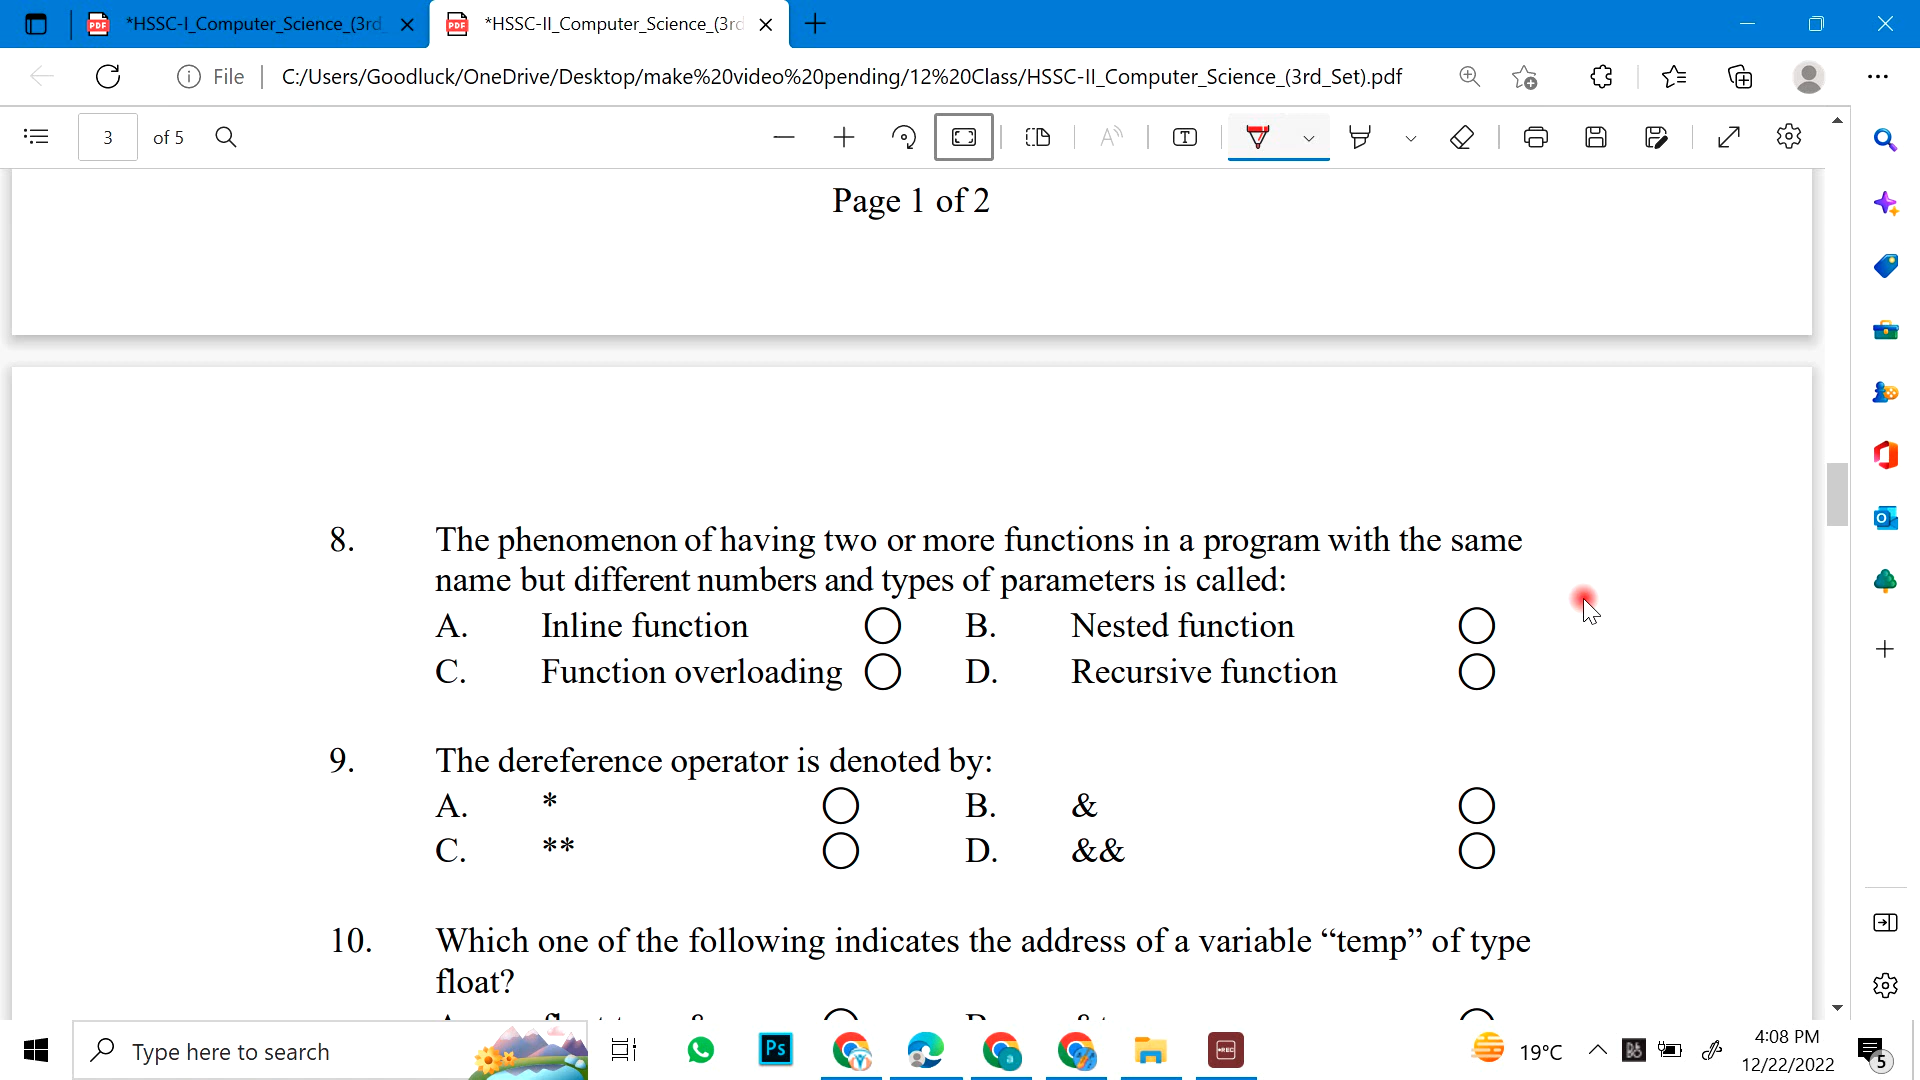 *HSSC-I_Computer_Science_(3rd
*HSSC-II_Computer_Science_(3rd
File
C:/Users/Goodluck/OneDrive/Desktop/make%20video%20pending/12%20Class/HSSC-II_Computer_Science_(3rd_Set).pdf
3 of 5
Page 1 of 2
8. The phenomenon of having two or more functions in a program with the same
name but different numbers and types of parameters is called:
A. Inline function B. Nested function
C. Function overloading D. Recursive function
9. The dereference operator is denoted by:
A. * B. &
C. ** D. &&
10. Which one of the following indicates the address of a variable “temp” of type
float?
Type here to search
Ps
REC
19°C
4:08 PM
12/22/2022
5